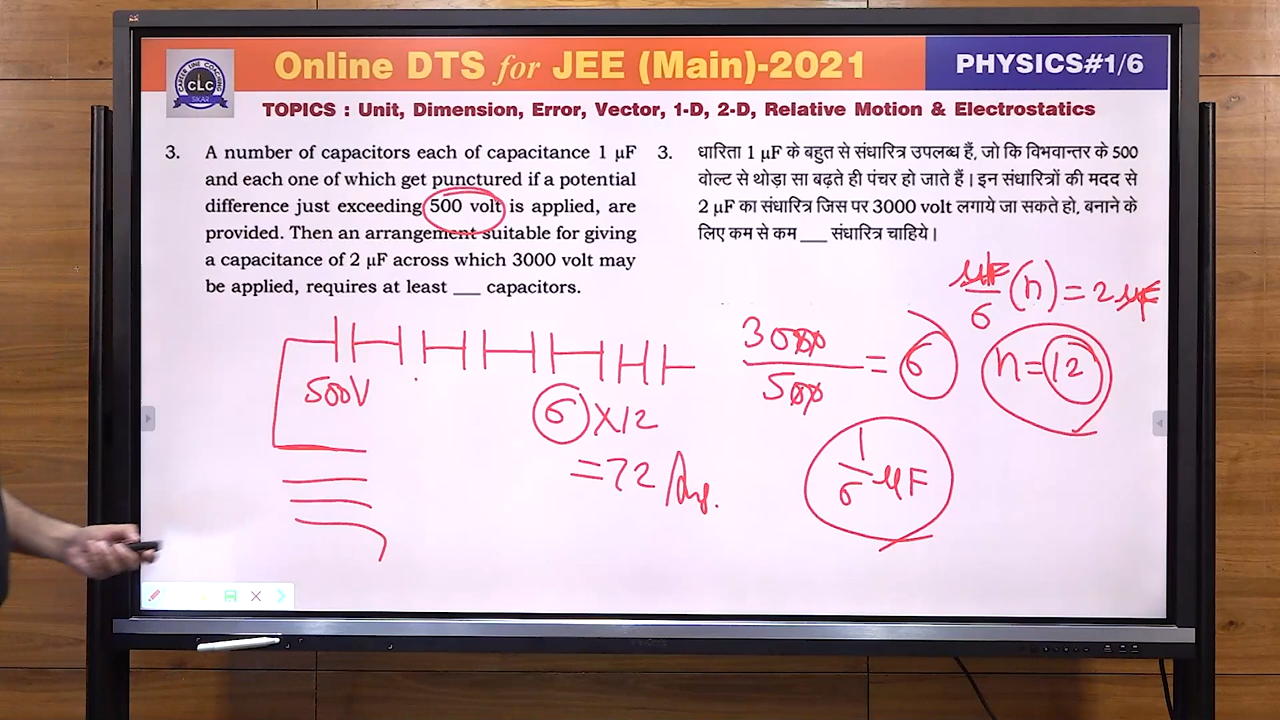 Online DTS for JEE (Main)-2021
PHYSICS#1/6
CAREER LINE COACHING
CLC
SIKAR
TOPICS : Unit, Dimension, Error, Vector, 1-D, 2-D, Relative Motion & Electrostatics
3. A number of capacitors each of capacitance 1 μF
and each one of which get punctured if a potential
difference just exceeding 500 volt is applied, are
provided. Then an arrangement suitable for giving
a capacitance of 2 μF across which 3000 volt may
be applied, requires at least ___ capacitors.
3. धारिता 1 μF के बहुत से संधारित्र उपलब्ध हैं, जो कि विभवान्तर के 500
वोल्ट से थोड़ा सा बढ़ते ही पंचर हो जाते हैं। इन संधारित्रों की मदद से
2 μF का संधारित्र जिस पर 3000 volt लगाये जा सकते हो, बनाने के
लिए कम से कम ___ संधारित्र चाहिये।
μF/6 (n) = 2 μF
n = 12
3000/500 = 6
500V
6 X 12
= 72 Ans.
1/6 μF